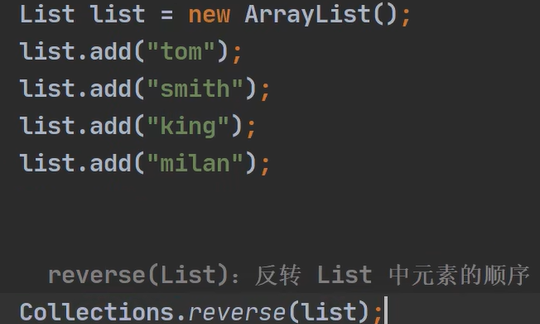 List list = new ArrayList();
list.add("tom");
list.add("smith");
list.add("king");
list.add("milan");
reverse(List)：反转 List 中元素的顺序
Collections.reverse(list);